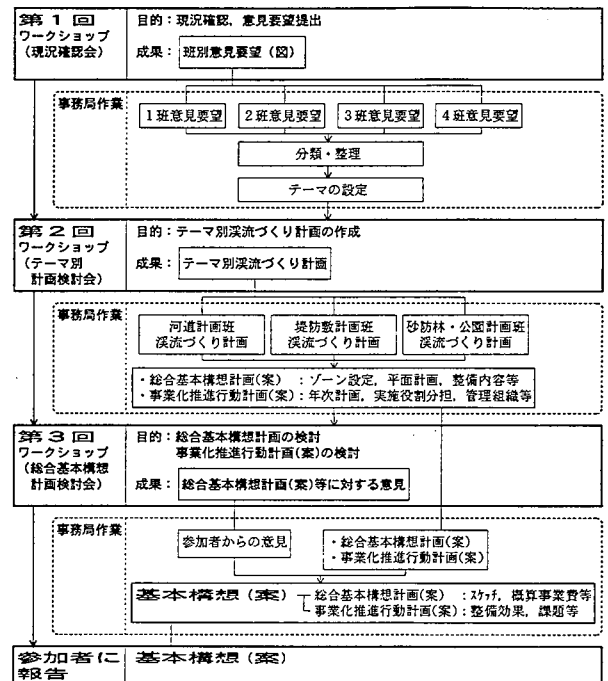 第１回
ワークショップ
(現況確認会)
目的：現況確認，意見要望提出
成果：班別意見要望（図）
事務局作業
1班意見要望
2班意見要望
3班意見要望
4班意見要望
分類・整理
テーマの設定
第２回
ワークショップ
(テーマ別
計画検討会)
目的：テーマ別渓流づくり計画の作成
成果：テーマ別渓流づくり計画
事務局作業
河道計画班
渓流づくり計画
堤防敷計画班
渓流づくり計画
砂防林・公園計画班
渓流づくり計画
・総合基本構想計画(案)　：ゾーン設定，平面計画，整備内容等
・事業化推進行動計画(案)：年次計画，実施役割分担，管理組織等
第３回
ワークショップ
(総合基本構想
計画検討会)
目的：総合基本構想計画の検討
事業化推進行動計画(案)の検討
成果：総合基本構想計画(案)等に対する意見
事務局作業
参加者からの意見
・総合基本構想計画(案)
・事業化推進行動計画(案)
基本構想(案)
総合基本構想計画(案)　：スケッチ，概算事業費等
事業化推進行動計画(案)：整備効果，課題等
参加者に
報告
基本構想(案)